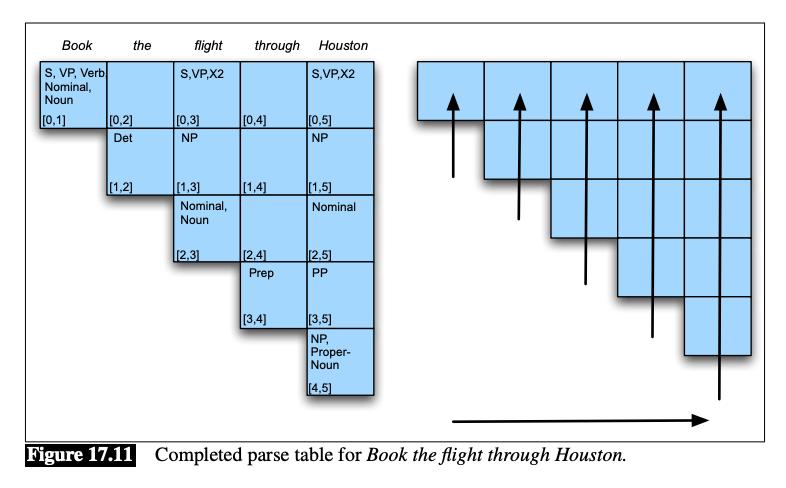 Book the flight through Houston
S, VP, Verb, Nominal, Noun
[0,1]
[0,2]
S,VP,X2
[0,3]
[0,4]
S,VP,X2
[0,5]
Det
[1,2]
NP
[1,3]
[1,4]
NP
[1,5]
Nominal, Noun
[2,3]
[2,4]
Nominal
[2,5]
Prep
[3,4]
PP
[3,5]
NP, Proper-Noun
[4,5]
Figure 17.11 Completed parse table for Book the flight through Houston.